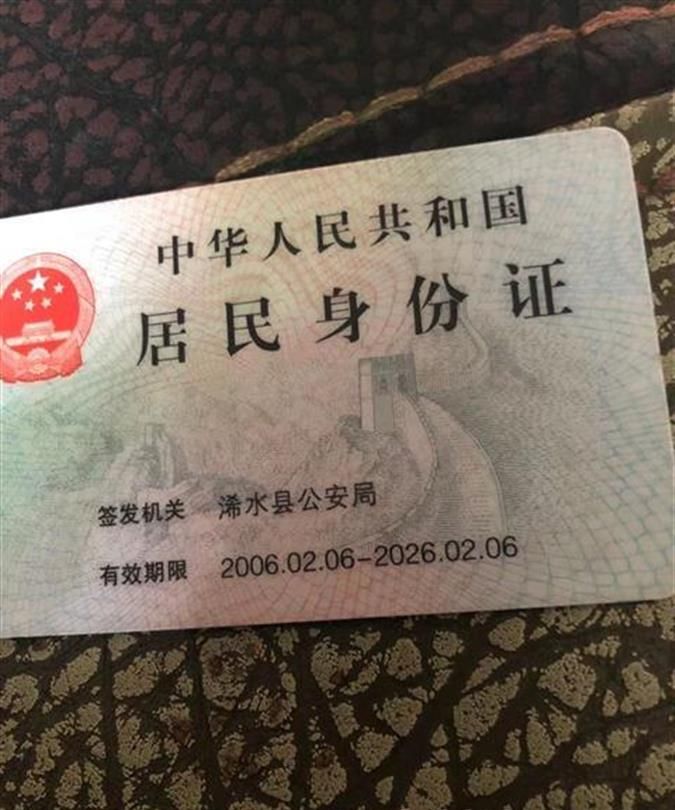 中华人民共和国
居民身份证
签发机关 浠水县公安局
有效期限 2006.02.06-2026.02.06